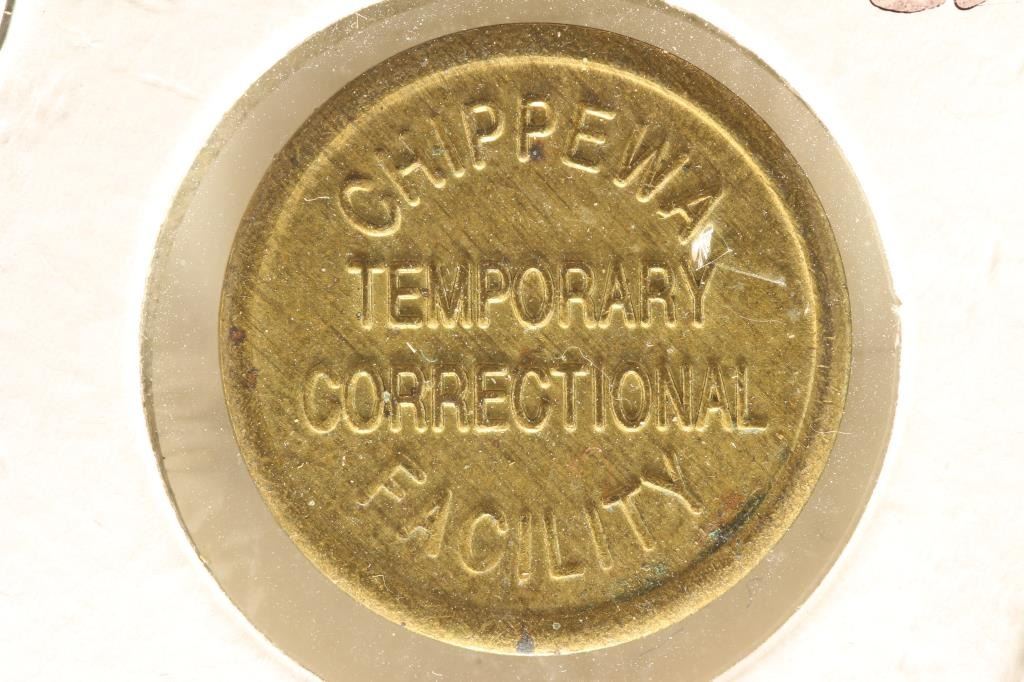 CHIPPEWA
TEMPORARY
CORRECTIONAL
FACILITY